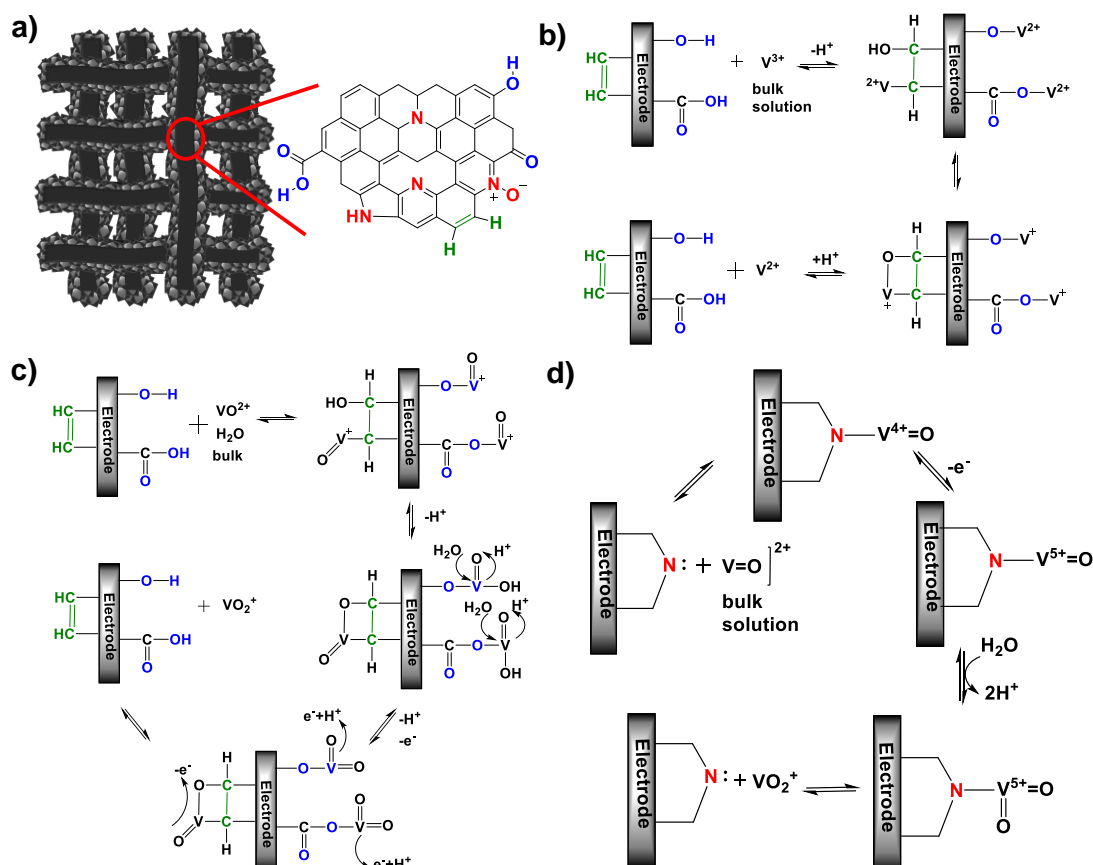 a)
H
O
N
O
O
H
O
N
N
+
O
−
HN
H
H
b)
HC
HC
Electrode
O—H
C—OH
O
+ V3+
bulk
solution
-H+
H
HO—C
2+V—C
H
Electrode
O—V2+
C—O—V2+
O
HC
HC
Electrode
O—H
C—OH
O
+ V2+
+H+
H
O—C
V—C
+
H
Electrode
O—V+
C—O—V+
O
c)
HC
HC
Electrode
O—H
C—OH
O
+ VO2+
H2O
bulk
H
HO—C
V+—C
O
H
Electrode
O
O—V+
O
C—O—V+
O
-H+
HC
HC
Electrode
O—H
C—OH
O
+ VO2+
H
O—C
V—C
O
H
Electrode
H2O
O
H+
O—V—OH
H2O
O
H+
C—O—V
O
OH
-H+
-e-
-e-
H
O—C
V—C
O
H
Electrode
e-+H+
O
O—V=O
O
C—O—V=O
O
e-+H+
d)
Electrode
N—V4+=O
-e-
Electrode
N: + V=O]2+
bulk
solution
Electrode
N—V5+=O
H2O
2H+
Electrode
N: + VO2+
Electrode
N—V5+=O
O